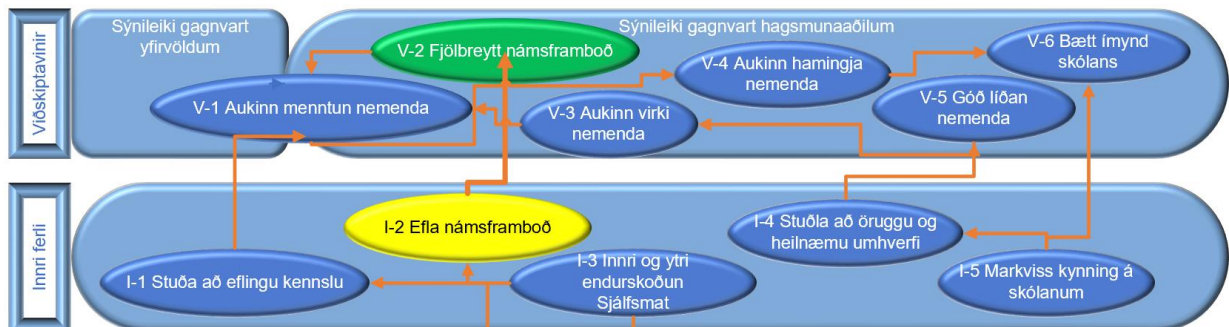 Viðskiptavinir
Sýnileiki gagnvart
yfirvöldum
Sýnileiki gagnvart hagsmunaaðilum
V-2 Fjölbreytt námsframboð
V-1 Aukinn menntun nemenda
V-3 Aukinn virki
nemenda
V-4 Aukinn hamingja
nemenda
V-6 Bætt ímynd
skólans
V-5 Góð líðan
nemenda
Innri ferli
I-2 Efla námsframboð
I-1 Stuða að eflingu kennslu
I-3 Innri og ytri
endurskoðun
Sjálfsmat
I-4 Stuðla að öruggu og
heilnæmu umhverfi
I-5 Markviss kynning á
skólanum